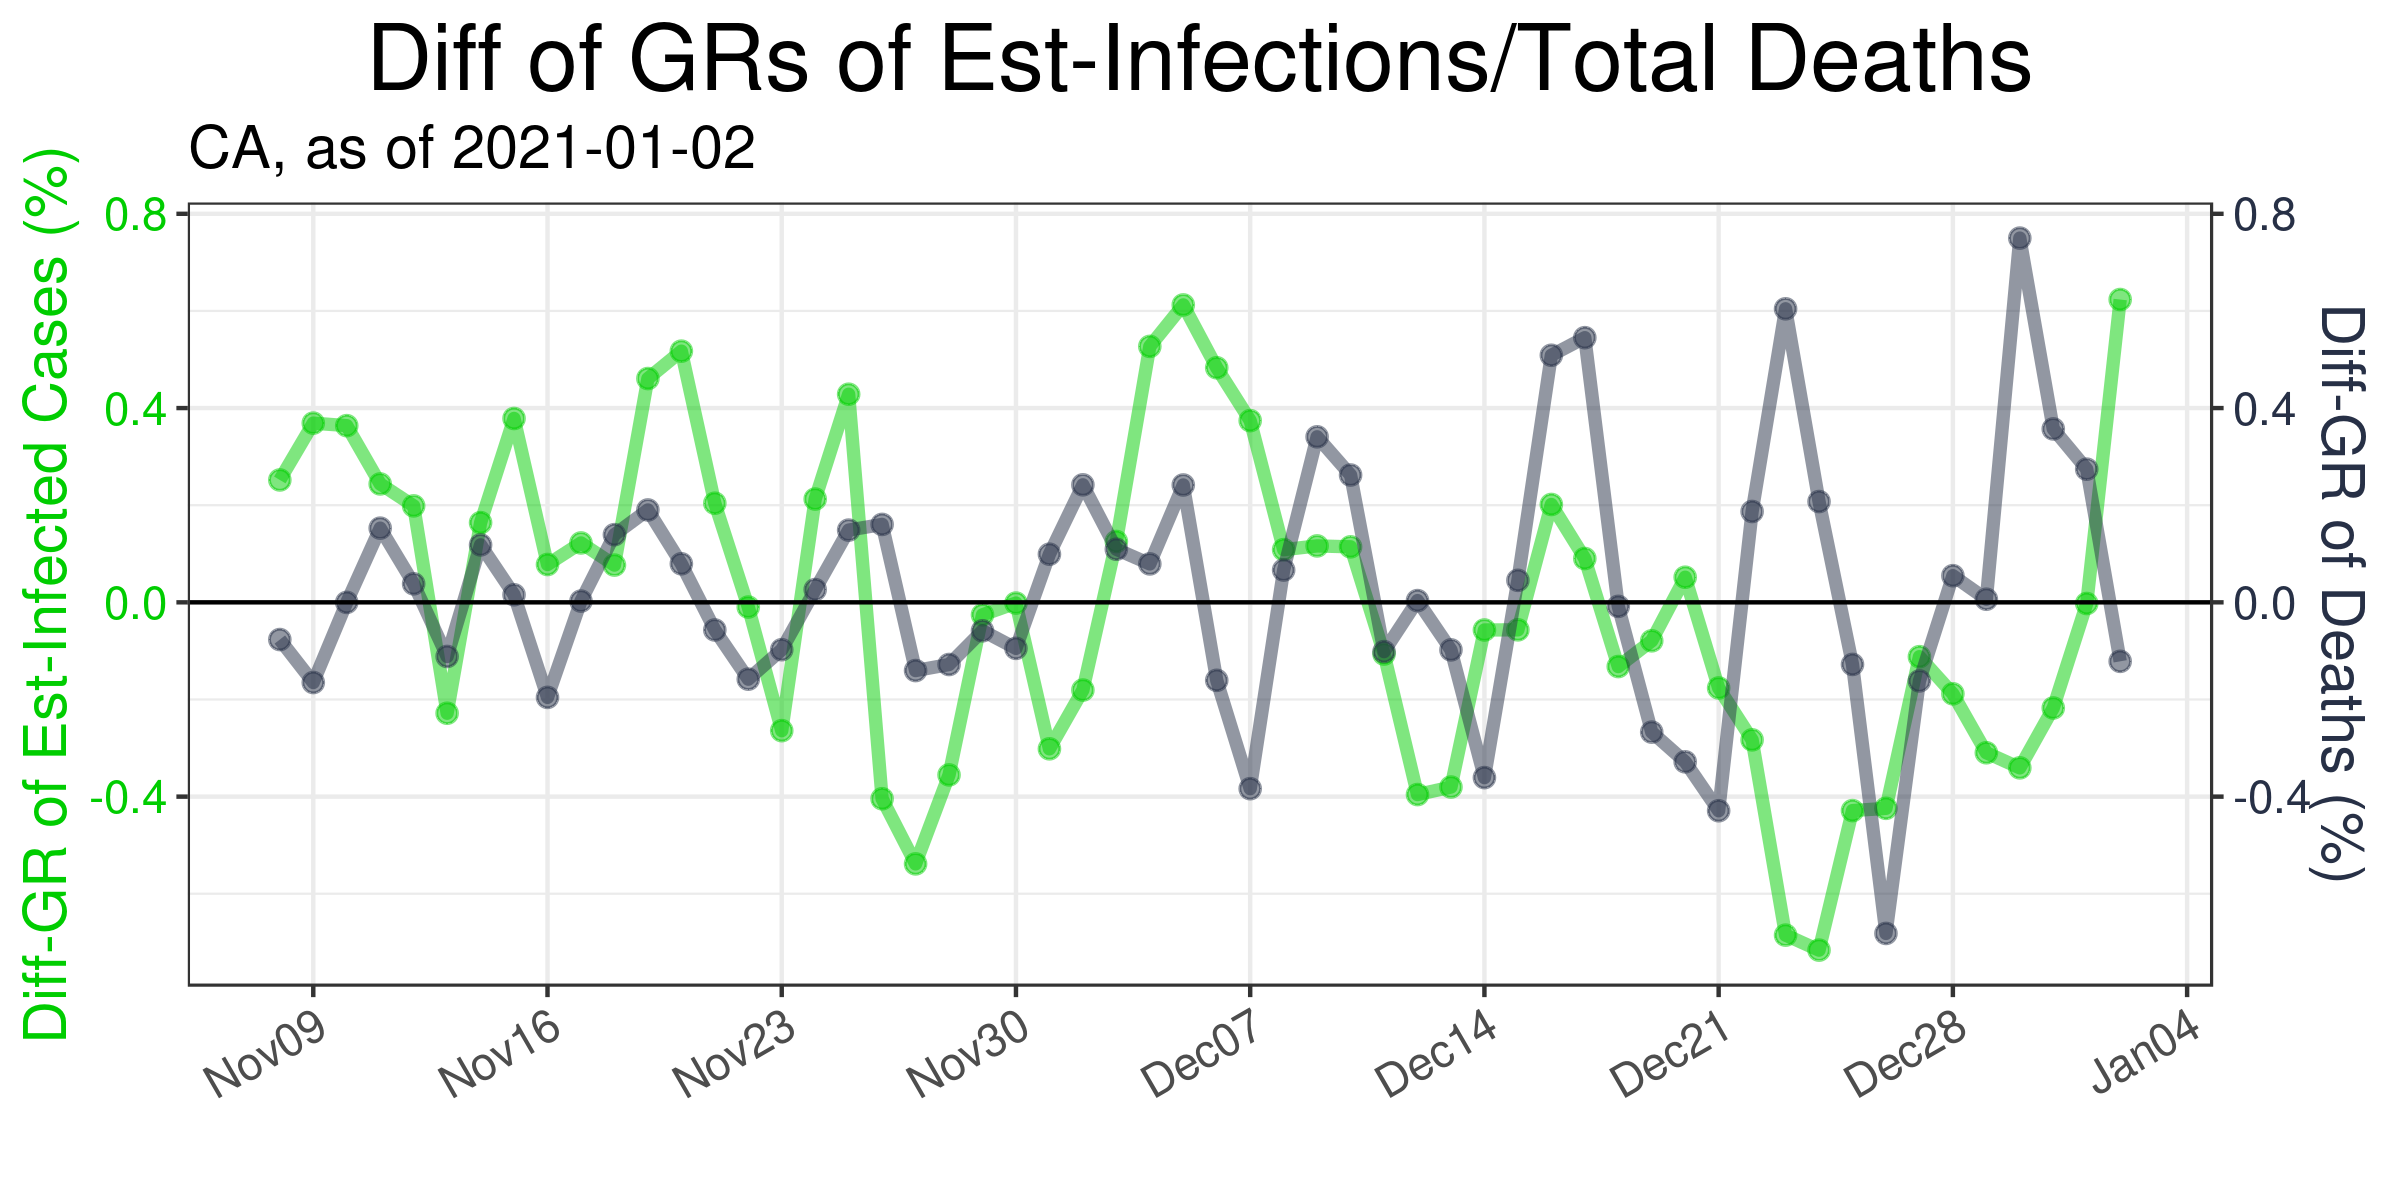 Diff of GRs of Est-Infections/Total Deaths
CA, as of 2021-01-02
Diff-GR of Est-Infected Cases (%)
0.8
0.4
0.0
-0.4
0.8
0.4
0.0
-0.4
Diff-GR of Deaths (%)
Nov09 Nov16 Nov23 Nov30 Dec07 Dec14 Dec21 Dec28 Jan04